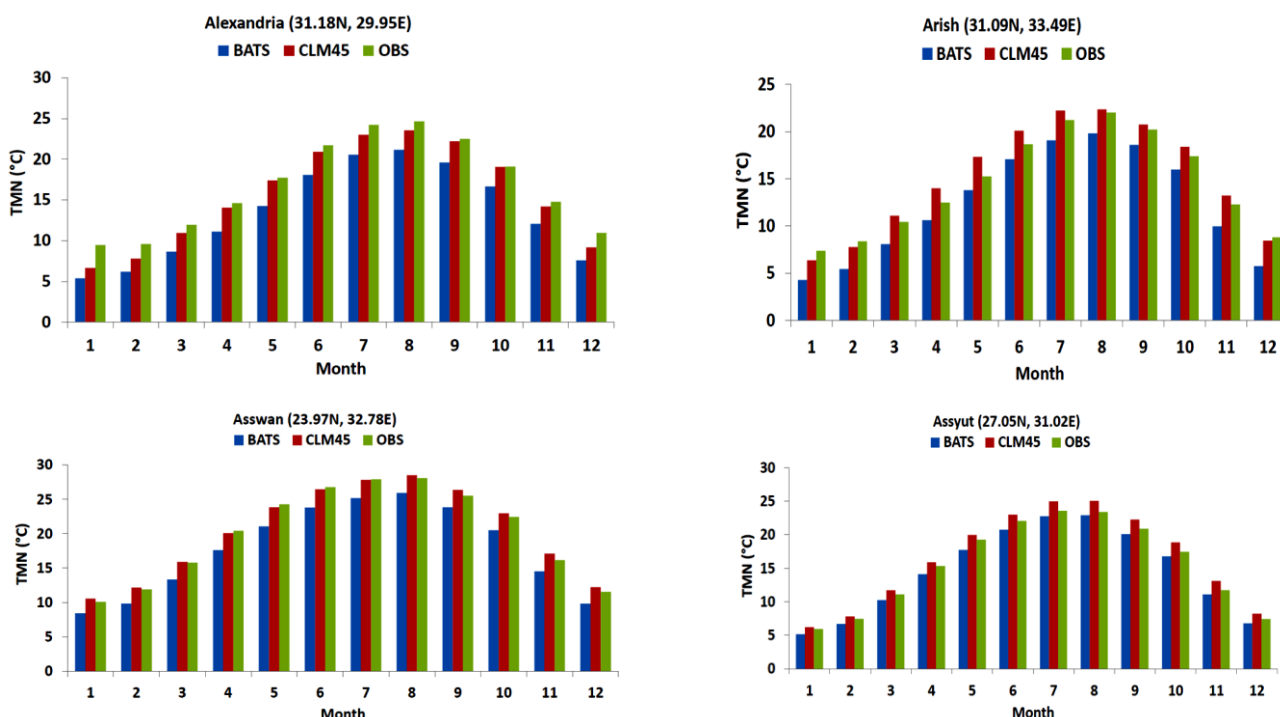 Alexandria (31.18N, 29.95E)
BATS CLM45 OBS
TMN (°C)
30
25
20
15
10
5
0
1 2 3 4 5 6 7 8 9 10 11 12
Month
Arish (31.09N, 33.49E)
BATS CLM45 OBS
TMN (°C)
25
20
15
10
5
0
1 2 3 4 5 6 7 8 9 10 11 12
Month
Asswan (23.97N, 32.78E)
BATS CLM45 OBS
TMN (°C)
30
25
20
15
10
5
0
1 2 3 4 5 6 7 8 9 10 11 12
Month
Assyut (27.05N, 31.02E)
BATS CLM45 OBS
TMN (°C)
30
25
20
15
10
5
0
1 2 3 4 5 6 7 8 9 10 11 12
Month